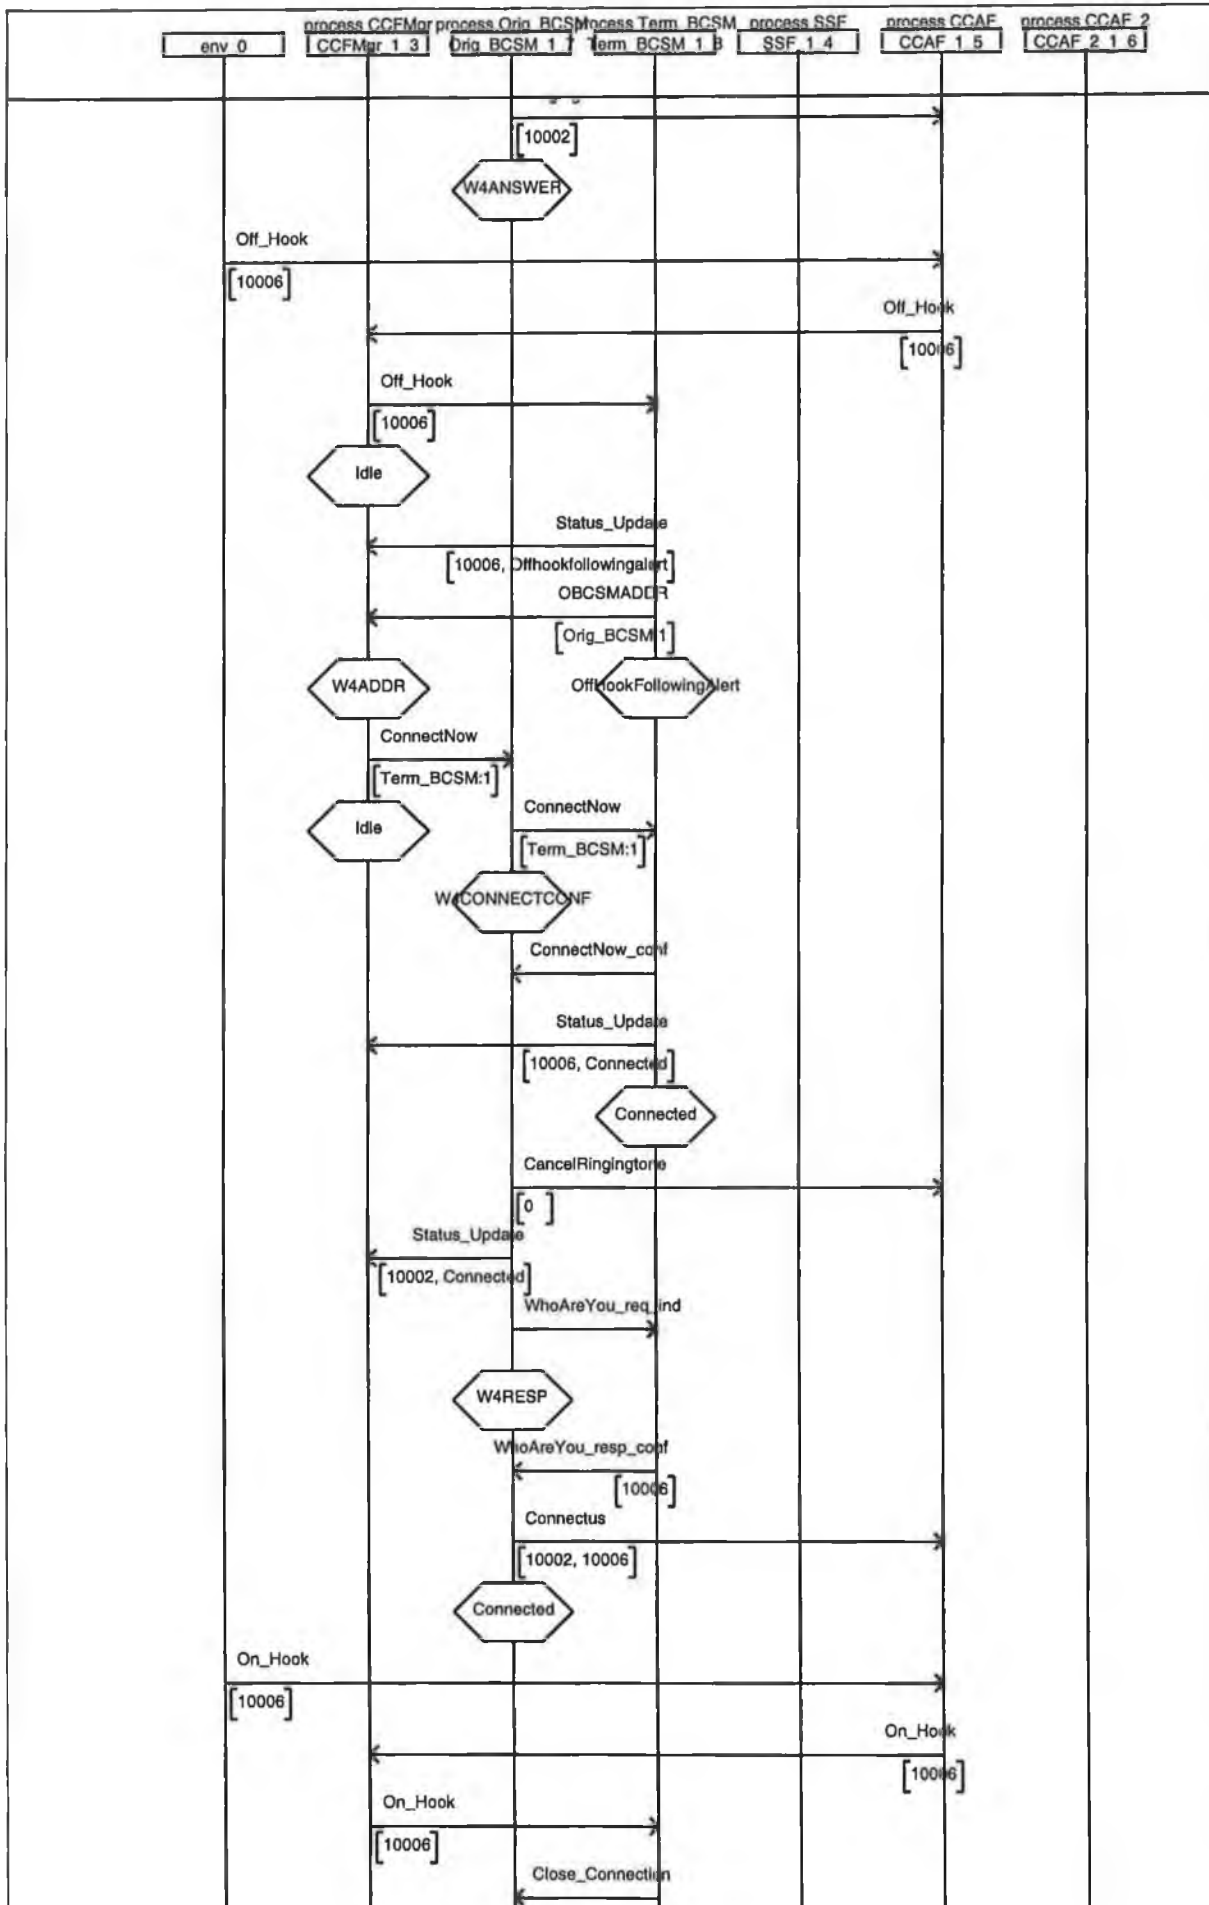 process CCFMgr process Orig_BCSM process Term_BCSM process SSF process CCAF process CCAF_2
env_0 CCFMgr_1_3 Orig_BCSM_1_7 Term_BCSM_1_8 SSF_1_4 CCAF_1_5 CCAF_2_1_6
[10002]
W4ANSWER
Off_Hook
[10006]
Off_Hook
[10006]
Off_Hook
[10006]
Idle
Status_Update
[10006, Offhookfollowingalert]
OBCSMADDR
[Orig_BCSM:1]
W4ADDR OffHookFollowingAlert
ConnectNow
[Term_BCSM:1]
ConnectNow
Idle
[Term_BCSM:1]
W4CONNECTCONF
ConnectNow_conf
Status_Update
[10006, Connected]
Connected
CancelRingingtone
[0 ]
Status_Update
[10002, Connected]
WhoAreYou_req_ind
W4RESP
WhoAreYou_resp_conf
[10006]
Connectus
[10002, 10006]
Connected
On_Hook
[10006]
On_Hook
[10006]
On_Hook
[10006]
Close_Connection